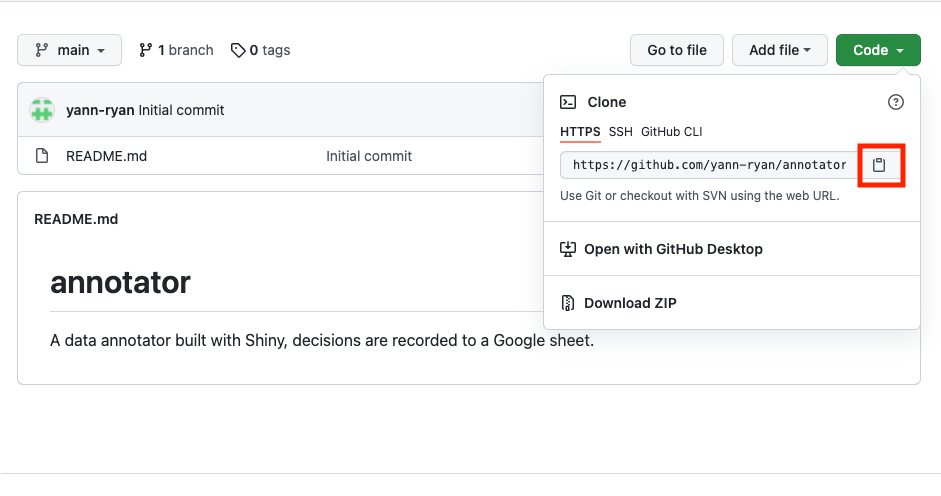 main 1 branch 0 tags Go to file Add file Code
yann-ryan Initial commit
README.md Initial commit
README.md
annotator
A data annotator built with Shiny, decisions are recorded to a Google sheet.
Clone
HTTPS SSH GitHub CLI
https://github.com/yann-ryan/annotator
Use Git or checkout with SVN using the web URL.
Open with GitHub Desktop
Download ZIP